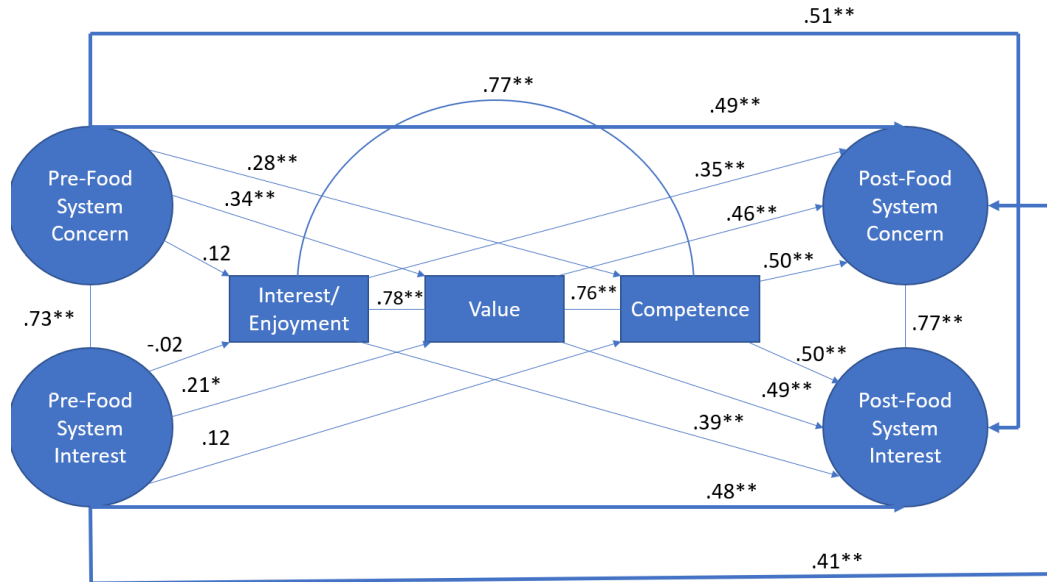 .51**
.77**
.49**
.28**
.35**
Pre-Food
System
Concern
Post-Food
System
Concern
.34**
.46**
.12
.50**
Interest/
Enjoyment
.78**
Value
.76**
Competence
.73**
.77**
-.02
.50**
.21*
.49**
Pre-Food
System
Interest
Post-Food
System
Interest
.12
.39**
.48**
.41**